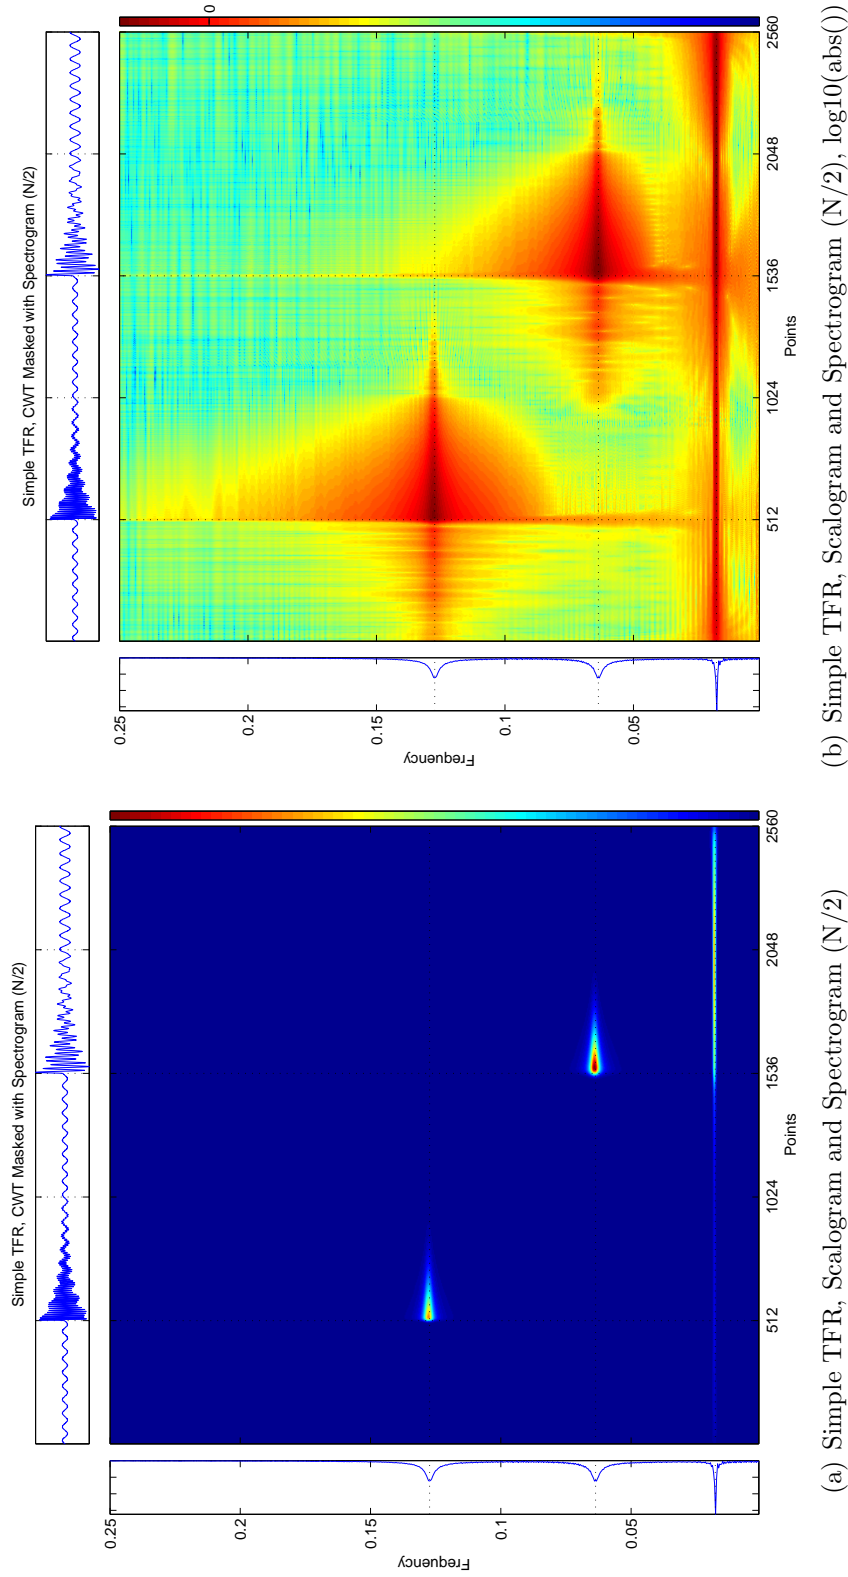 Simple TFR, CWT Masked with Spectrogram (N/2)
0.25
0.2
0.15
0.1
0.05
Frequency
512
1024
1536
2048
2560
Points
(a) Simple TFR, Scalogram and Spectrogram (N/2)
Simple TFR, CWT Masked with Spectrogram (N/2)
0
0.25
0.2
0.15
0.1
0.05
Frequency
512
1024
1536
2048
2560
Points
(b) Simple TFR, Scalogram and Spectrogram (N/2), log10(abs())